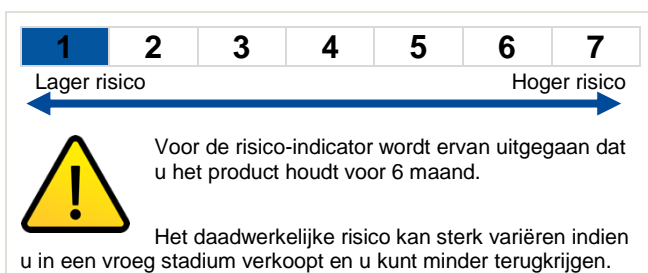 1 2 3 4 5 6 7
Lager risico Hoger risico
Voor de risico-indicator wordt ervan uitgegaan dat
u het product houdt voor 6 maand.
Het daadwerkelijke risico kan sterk variëren indien
u in een vroeg stadium verkoopt en u kunt minder terugkrijgen.